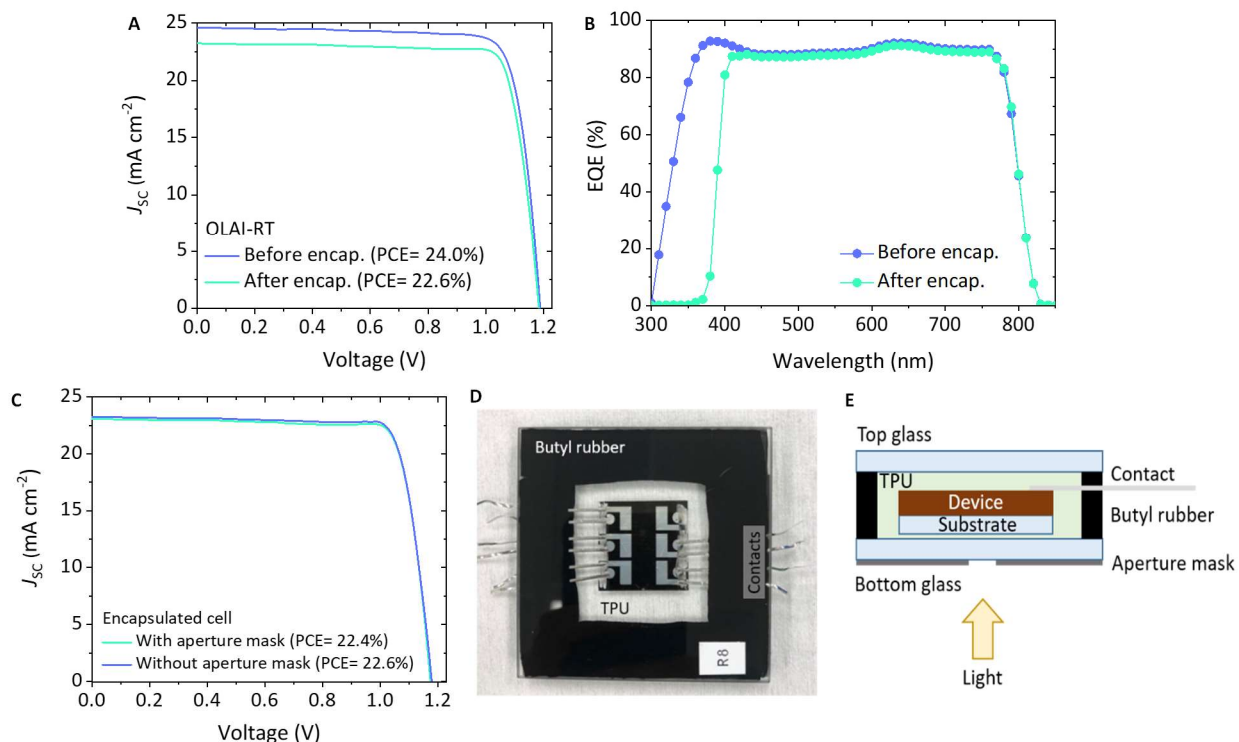 A
25
20
15
10
5
0
J_SC (mA cm⁻²)
OLAI-RT
Before encap. (PCE= 24.0%)
After encap. (PCE= 22.6%)
0.0 0.2 0.4 0.6 0.8 1.0 1.2
Voltage (V)
B
100
80
60
40
20
0
EQE (%)
Before encap.
After encap.
300 400 500 600 700 800
Wavelength (nm)
C
25
20
15
10
5
0
J_SC (mA cm⁻²)
Encapsulated cell
With aperture mask (PCE= 22.4%)
Without aperture mask (PCE= 22.6%)
0.0 0.2 0.4 0.6 0.8 1.0 1.2
Voltage (V)
D
Butyl rubber
Contacts
TPU
R8
E
Top glass
TPU
Contact
Device
Butyl rubber
Substrate
Aperture mask
Bottom glass
Light